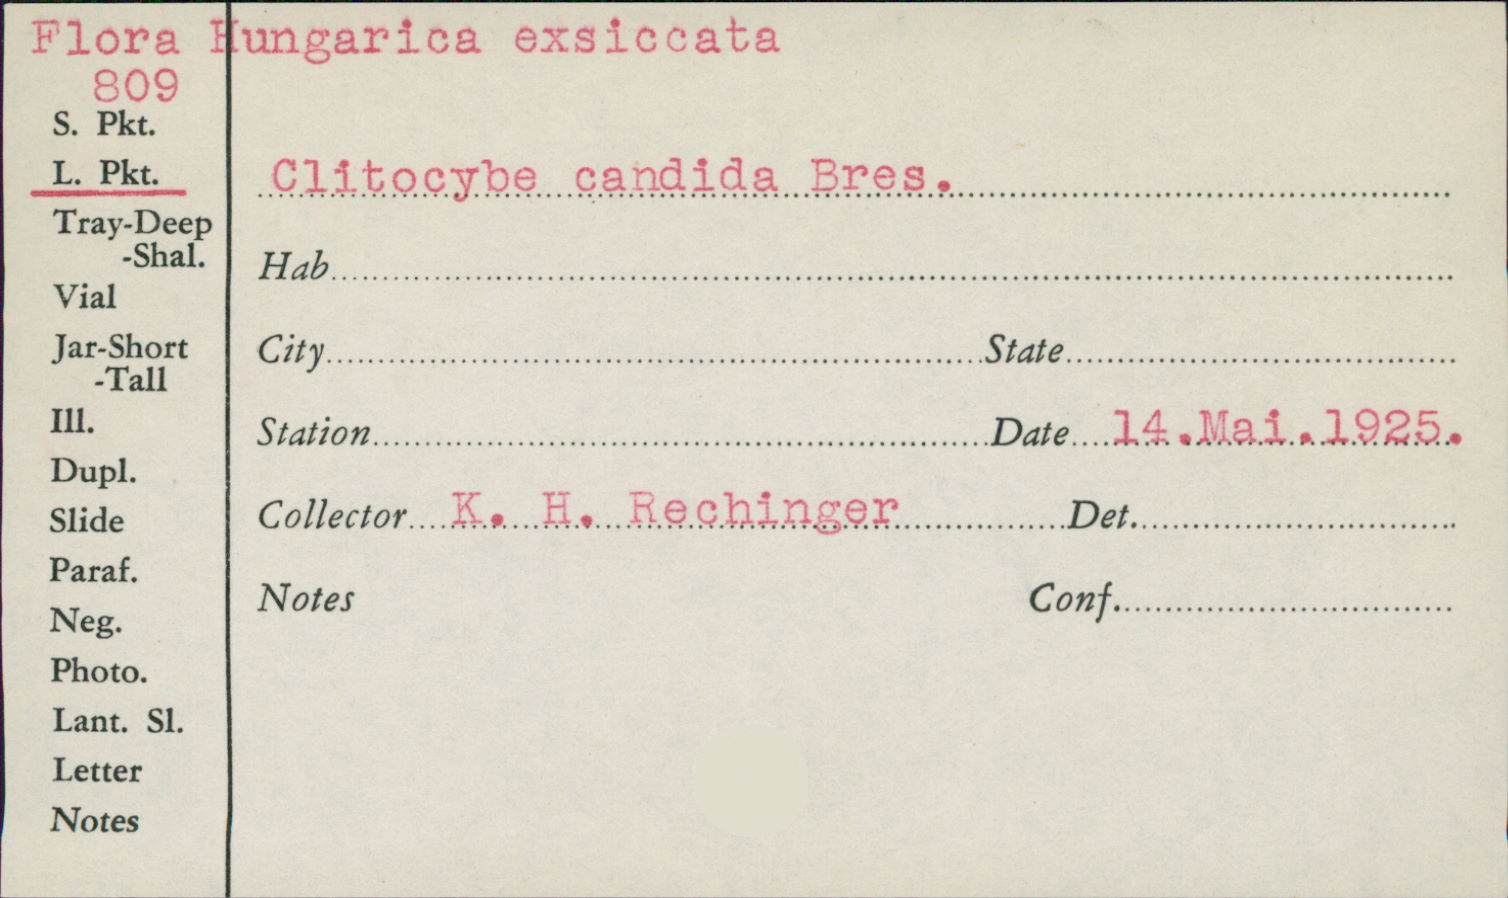 Flora Hungarica exsiccata
809
S. Pkt.
L. Pkt.
Tray-Deep
-Shal.
Vial
Jar-Short
-Tall
Ill.
Dupl.
Slide
Paraf.
Neg.
Photo.
Lant. Sl.
Letter
Notes
Clitocybe candida Bres.
Hab
City State
Station Date 14.Mai.1925.
Collector K. H. Rechinger Det.
Notes Conf.